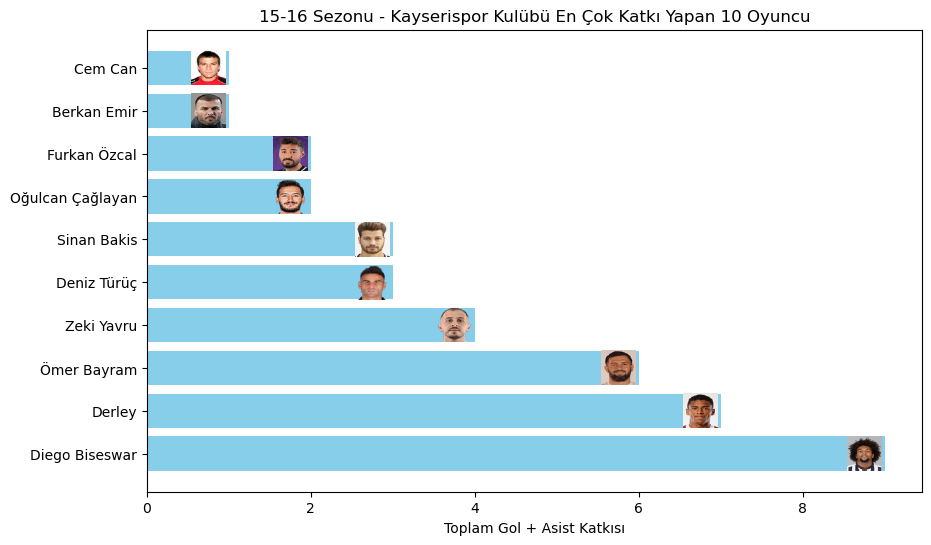 15-16 Sezonu - Kayserispor Kulübü En Çok Katkı Yapan 10 Oyuncu
Cem Can
Berkan Emir
Furkan Özcal
Oğulcan Çağlayan
Sinan Bakis
Deniz Türüç
Zeki Yavru
Ömer Bayram
Derley
Diego Biseswar
0 2 4 6 8
Toplam Gol + Asist Katkısı